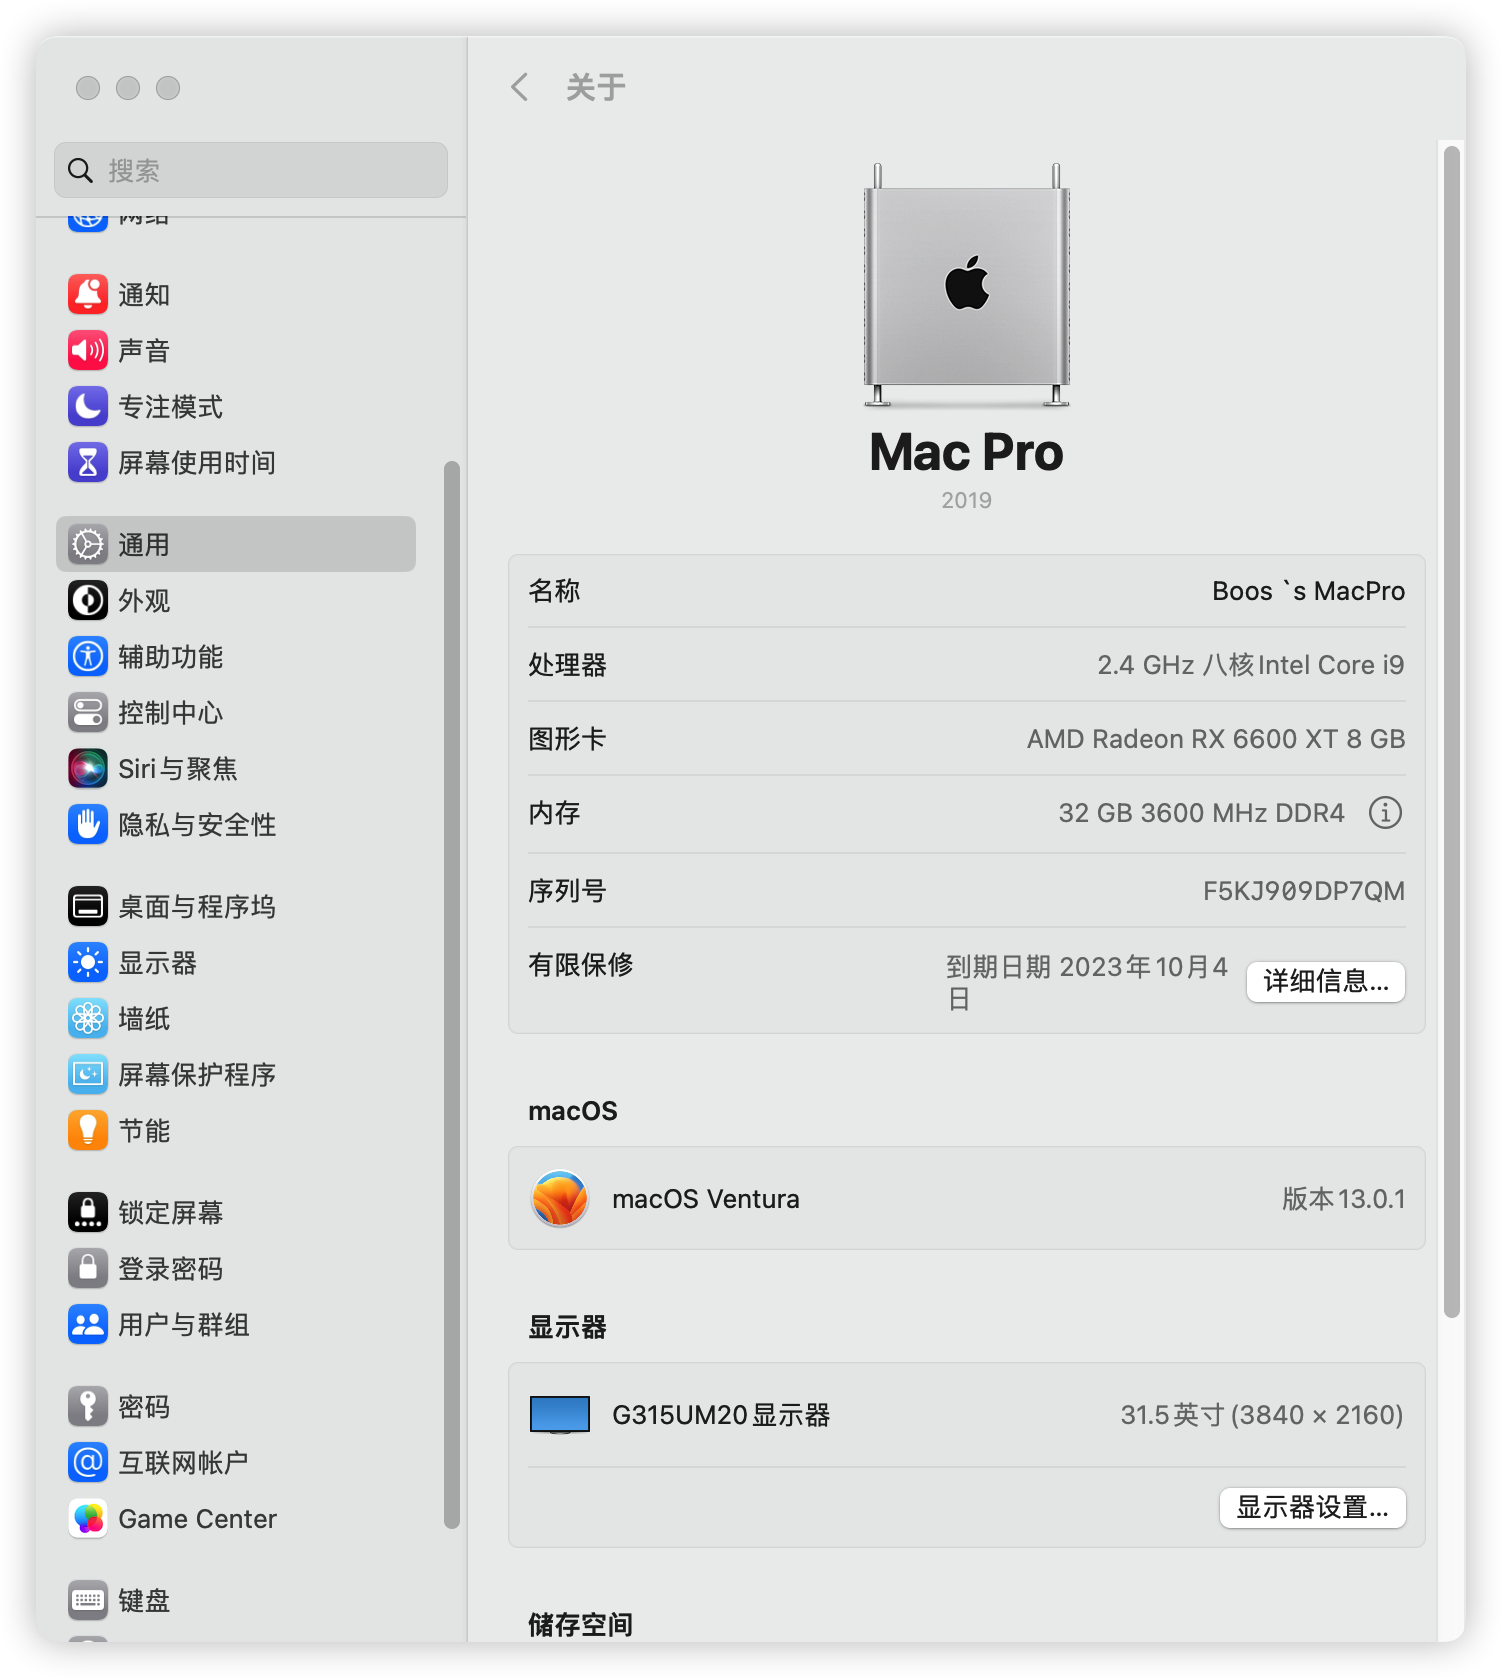 关于
搜索
网络
通知
声音
专注模式
屏幕使用时间
通用
外观
辅助功能
控制中心
Siri与聚焦
隐私与安全性
桌面与程序坞
显示器
墙纸
屏幕保护程序
节能
锁定屏幕
登录密码
用户与群组
密码
互联网帐户
Game Center
键盘
Mac Pro
2019
名称 Boos `s MacPro
处理器 2.4 GHz 八核Intel Core i9
图形卡 AMD Radeon RX 6600 XT 8 GB
内存 32 GB 3600 MHz DDR4
序列号 F5KJ909DP7QM
有限保修 到期日期 2023年10月4
日
详细信息...
macOS
macOS Ventura 版本13.0.1
显示器
G315UM20显示器 31.5英寸 (3840 × 2160)
显示器设置...
储存空间